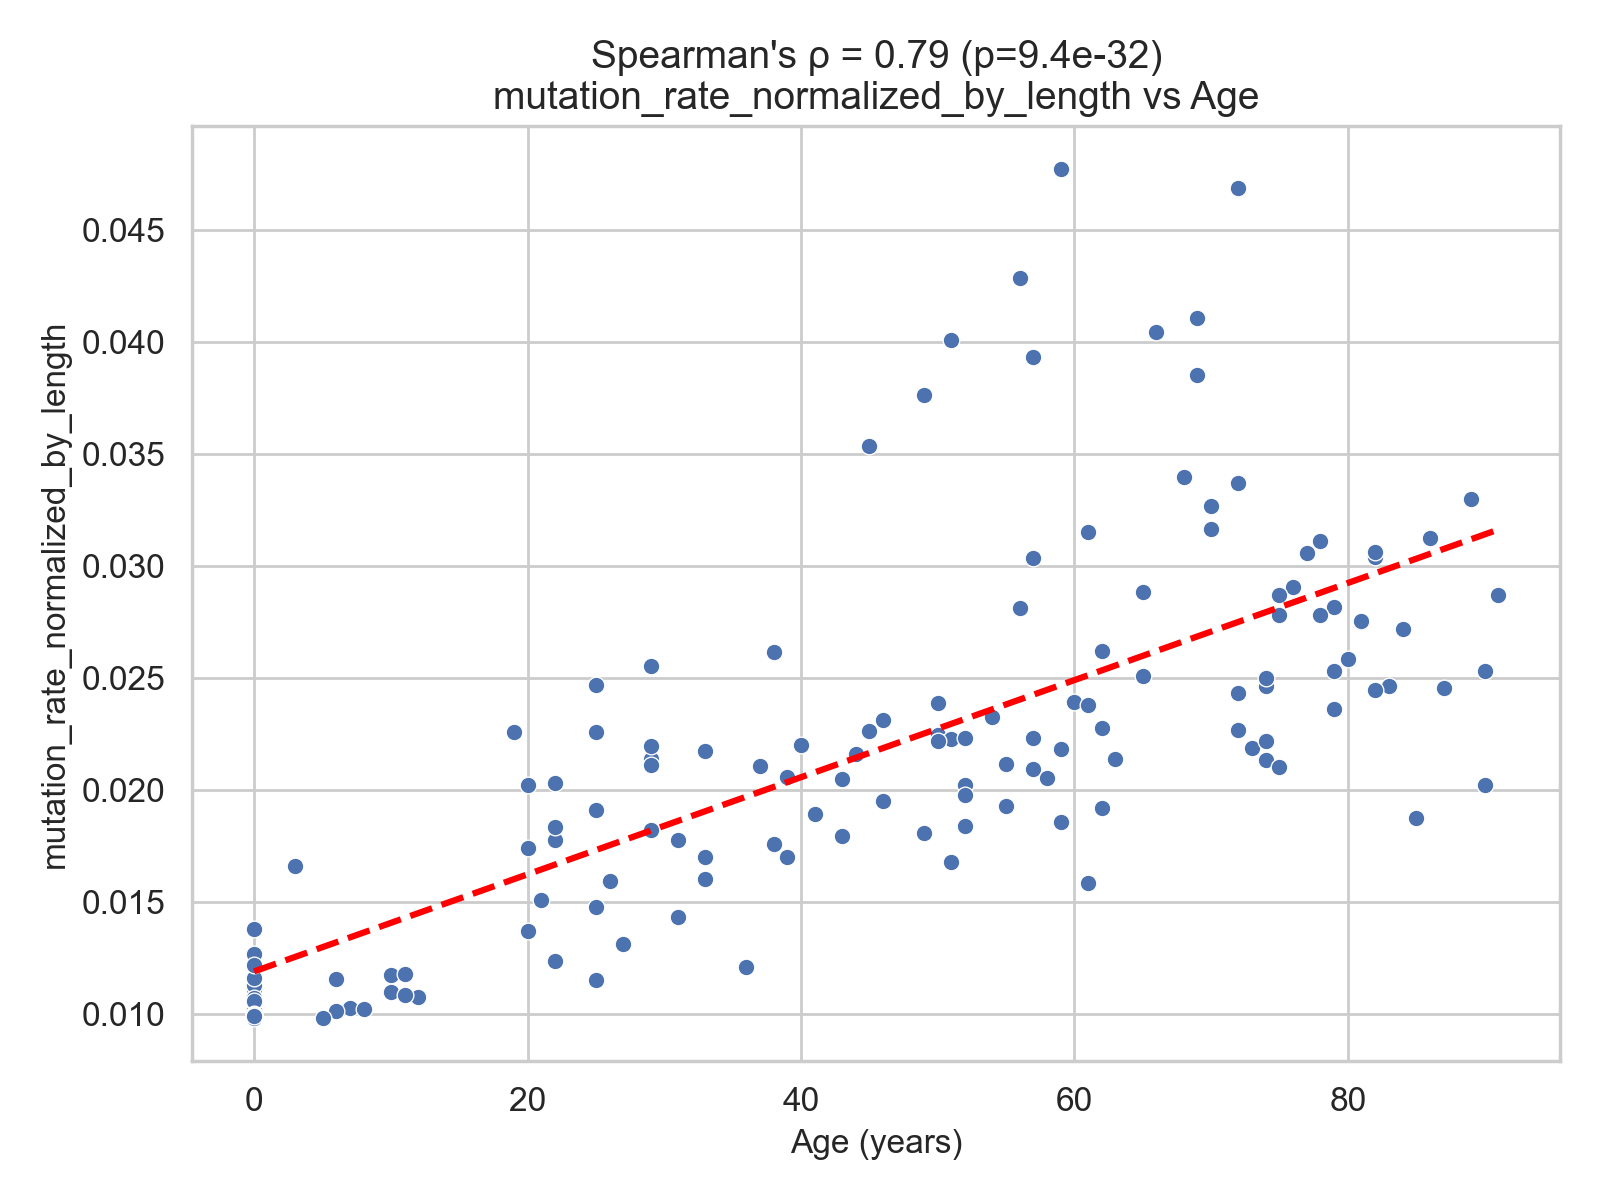 Spearman's ρ = 0.79 (p=9.4e-32)
mutation_rate_normalized_by_length vs Age
mutation_rate_normalized_by_length
0.045
0.040
0.035
0.030
0.025
0.020
0.015
0.010
0 20 40 60 80
Age (years)